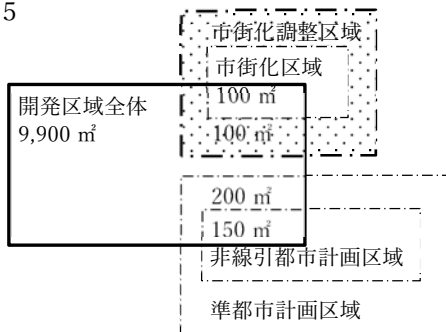 5
市街化調整区域
市街化区域
100 ㎡
開発区域全体
9,900 ㎡
100 ㎡
200 ㎡
150 ㎡
非線引都市計画区域
準都市計画区域